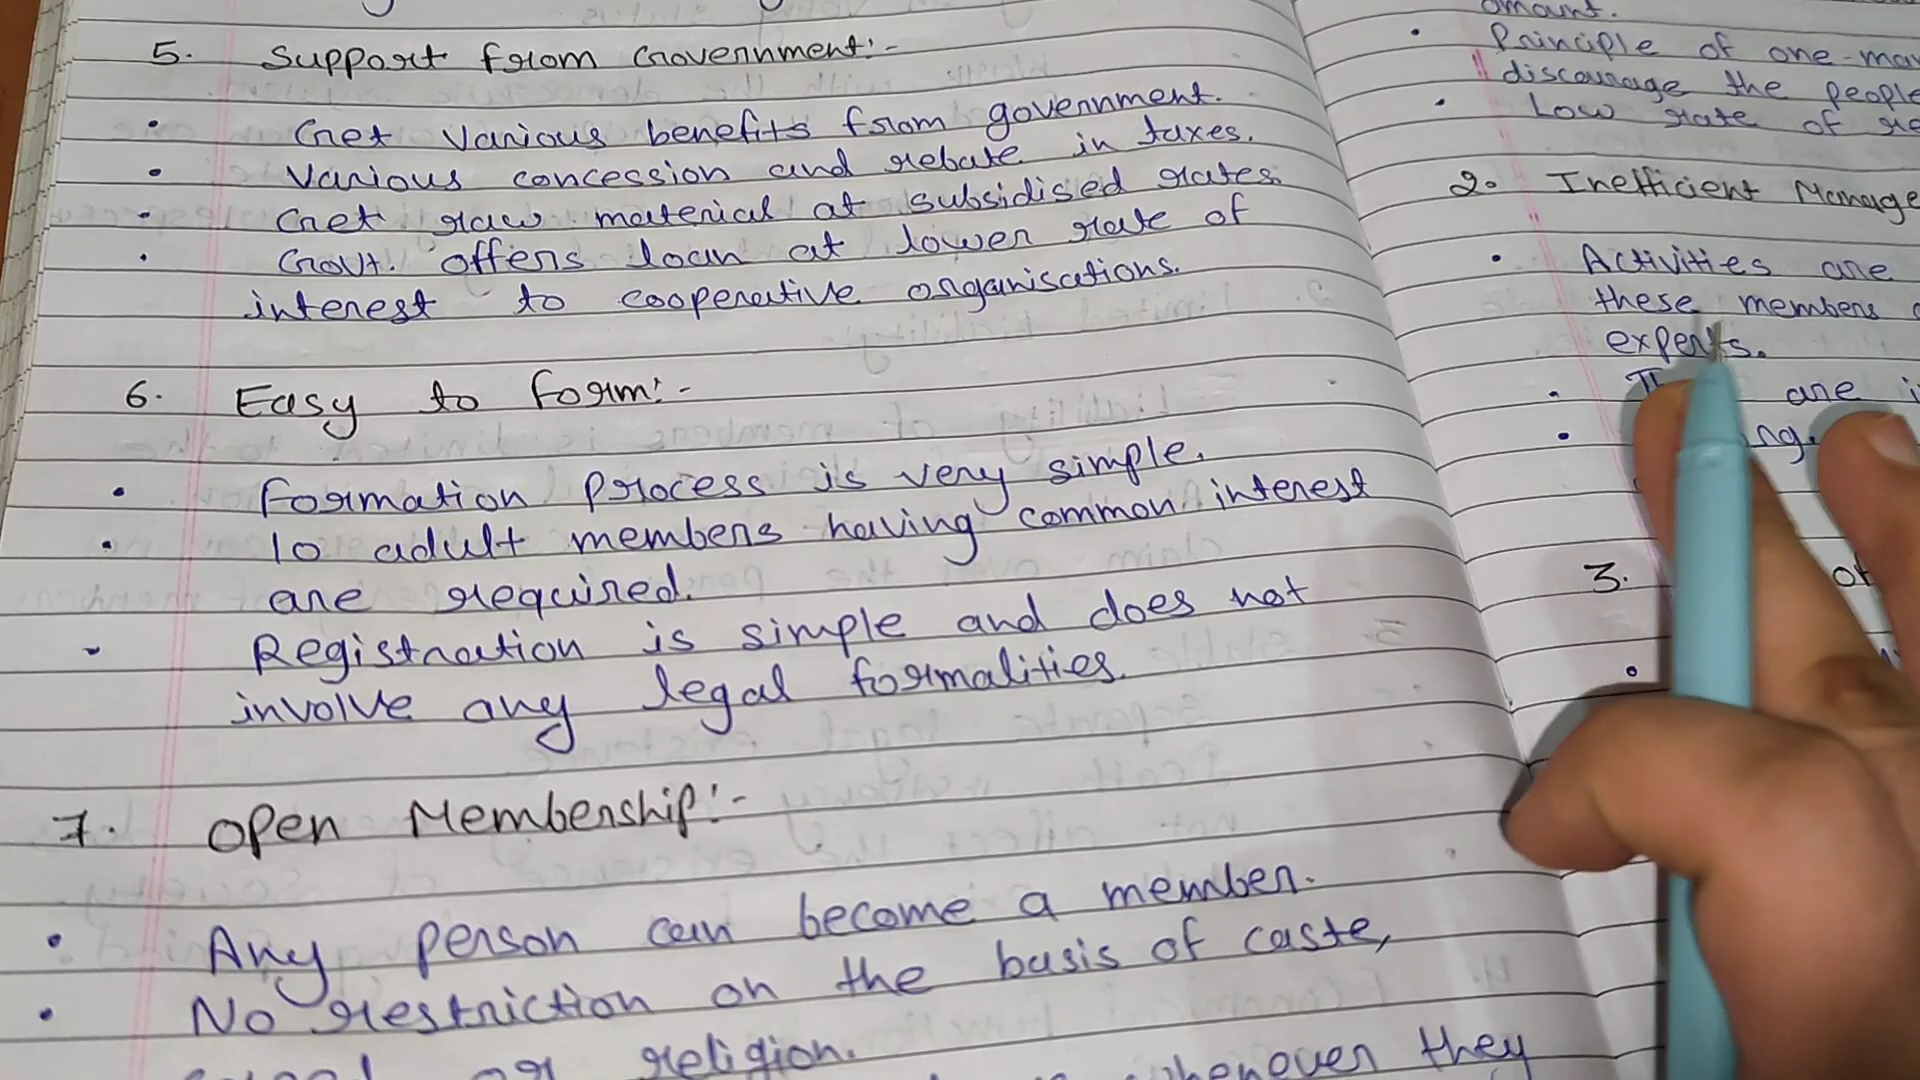 5. Support from Government:-
• Get various benefits from government.
• Various concession and rebate in taxes.
• Get raw material at subsidised rates.
• Govt. offers loan at lower rate of
interest to cooperative organisations.
6. Easy to form:-
• Formation process is very simple.
• 10 adult members having common interest
are required.
• Registration is simple and does not
involve any legal formalities.
7. Open Membership:-
• Any person can become a member.
• No restriction on the basis of caste,
or religion.
whenever they
amount.
• Principle of one-man
discourage the people
• Low rate of
2. Inefficient
• Activities are
these members
experts.
• are
•
3.
•